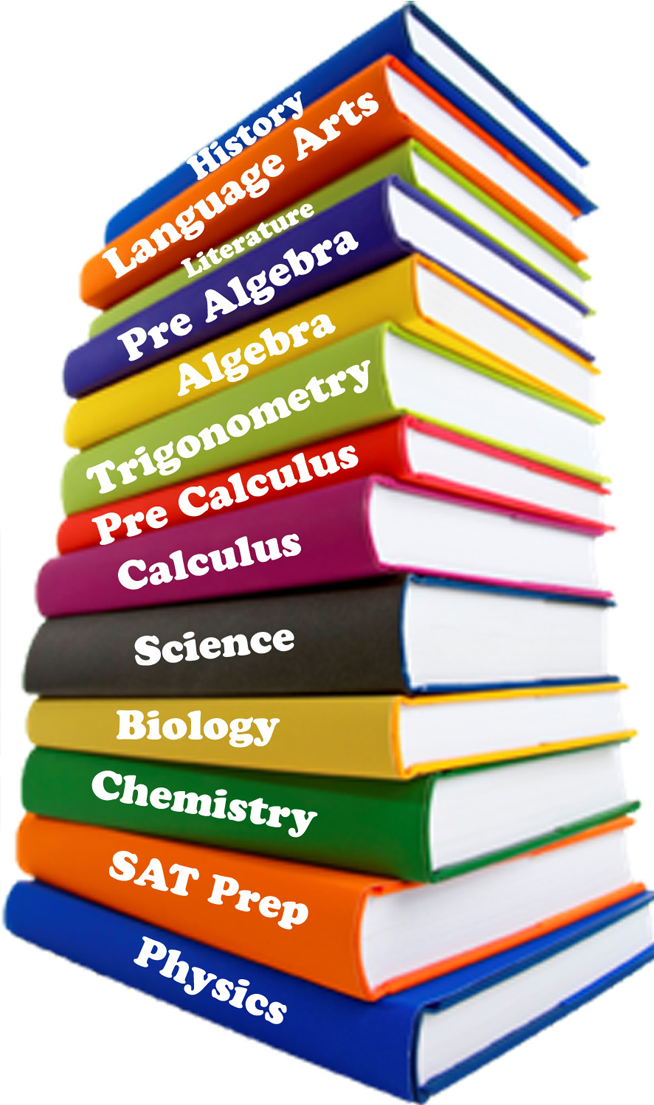 History
Language Arts
Literature
Pre Algebra
Algebra
Trigonometry
Pre Calculus
Calculus
Science
Biology
Chemistry
SAT Prep
Physics